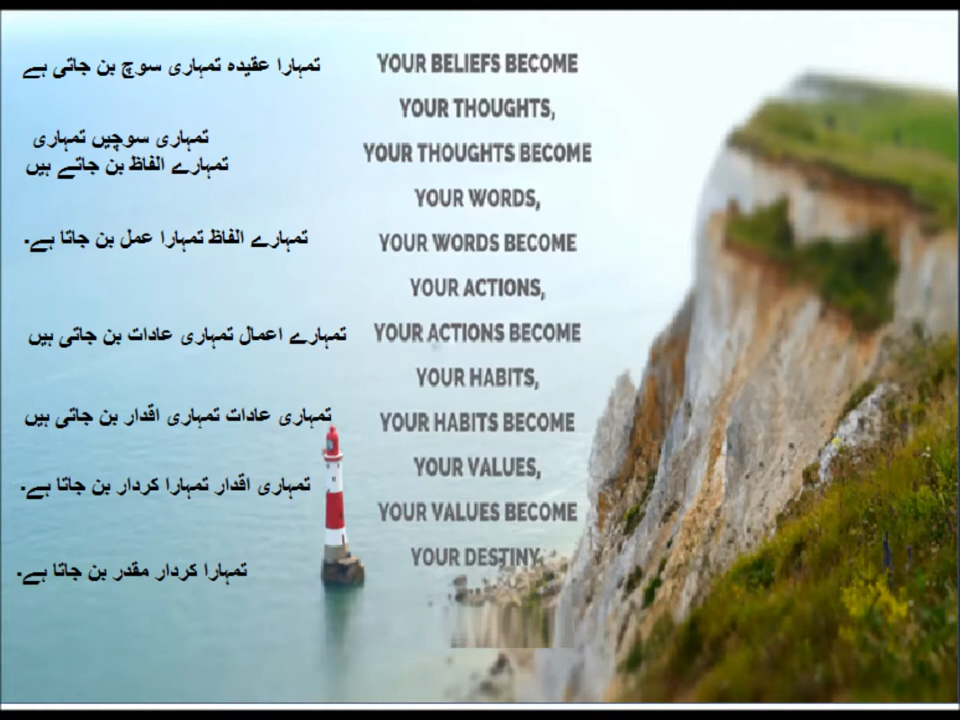 تمہارا عقیدہ تمہاری سوچ بن جاتی ہے
تمہاری سوچیں تمہاری
تمہارے الفاظ بن جاتے ہیں
تمہارے الفاظ تمہارا عمل بن جاتا ہے۔
تمہارے اعمال تمہاری عادات بن جاتی ہیں
تمہاری عادات تمہاری اقدار بن جاتی ہیں
تمہاری اقدار تمہارا کردار بن جاتا ہے۔
تمہارا کردار مقدر بن جاتا ہے۔
YOUR BELIEFS BECOME
YOUR THOUGHTS,
YOUR THOUGHTS BECOME
YOUR WORDS,
YOUR WORDS BECOME
YOUR ACTIONS,
YOUR ACTIONS BECOME
YOUR HABITS,
YOUR HABITS BECOME
YOUR VALUES,
YOUR VALUES BECOME
YOUR DESTINY.